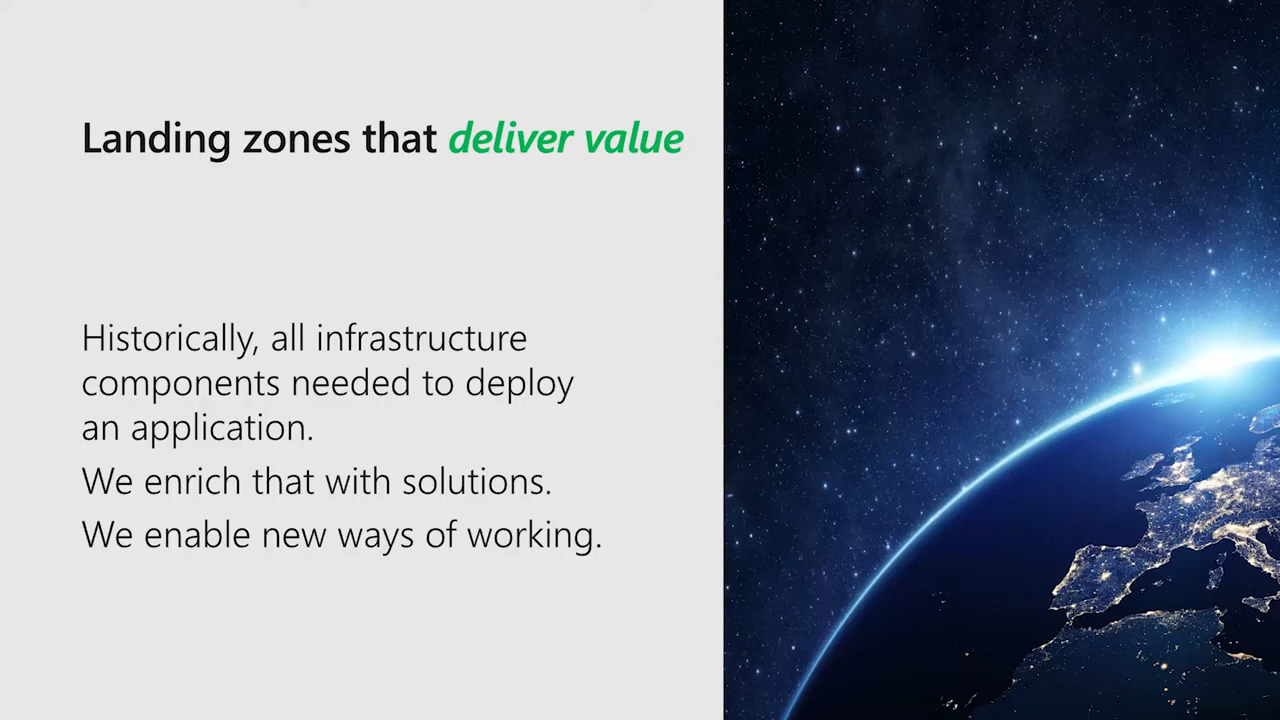 Landing zones that deliver value
Historically, all infrastructure
components needed to deploy
an application.
We enrich that with solutions.
We enable new ways of working.